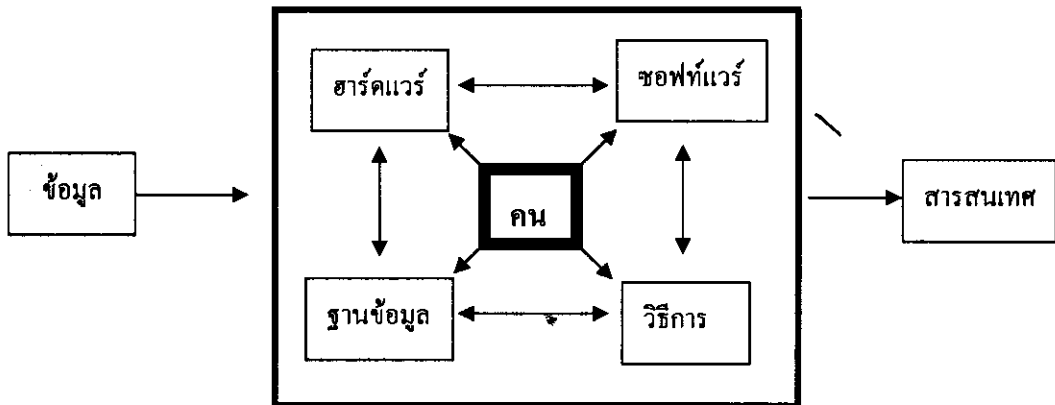 ฮาร์ดแวร์
ซอฟท์แวร์
ข้อมูล
คน
สารสนเทศ
ฐานข้อมูล
วิธีการ